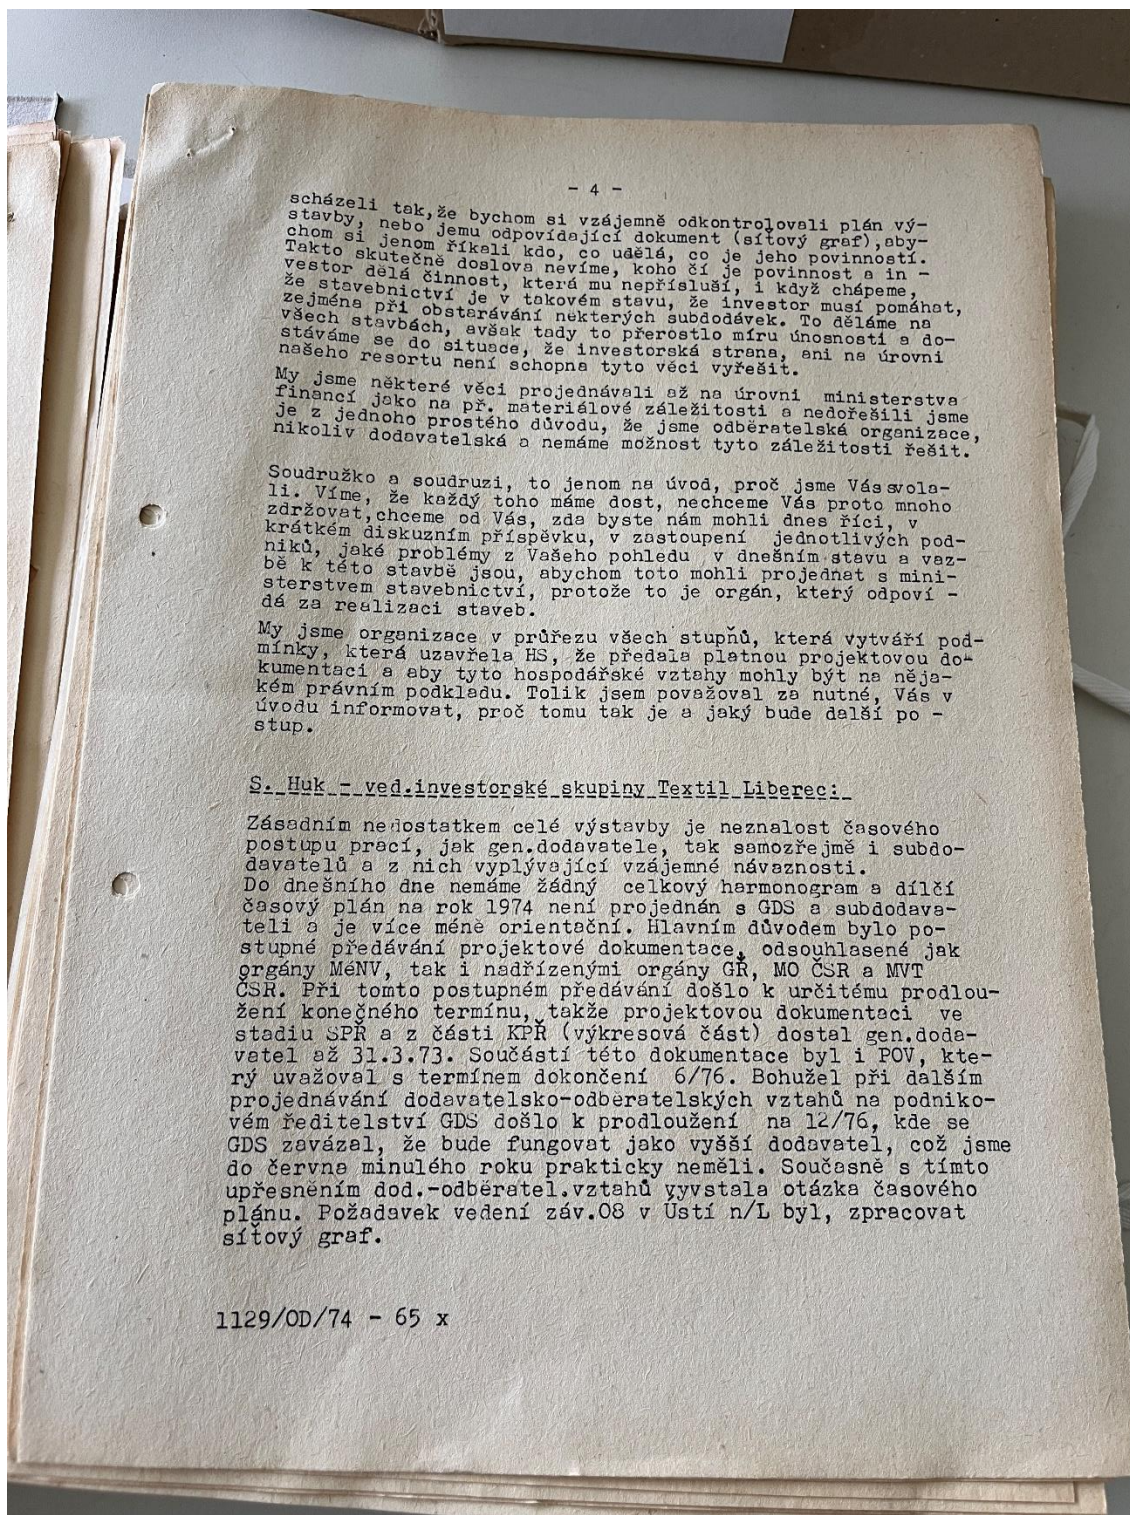 - 4 -
scházeli tak,že bychom si vzájemně odkontrolovali plán vý-
stavby, nebo jemu odpovídající dokument (síťový graf),aby-
chom si jenom říkali kdo, co udělá, co je jeho povinností.
Takto skutečně doslova nevíme, koho čí je povinnost a in -
vestor dělá činnost, která mu nepřísluší, i když chápeme,
že stavebnictví je v takovém stavu, že investor musí pomáhat,
zejména při obstarávání některých subdodávek. To děláme na
všech stavbách, avšak tady to přerostlo míru únosnosti a do-
stáváme se do situace, že investorská strana, ani na úrovni
našeho resortu není schopna tyto věci vyřešit.
My jsme některé věci projednávali až na úrovni ministerstva
financí jako na př. materiálové záležitosti a nedořešili jsme
je z jednoho prostého důvodu, že jsme odběratelská organizace,
nikoliv dodavatelská a nemáme možnost tyto záležitosti řešit.
Soudružko a soudruzi, to jenom na úvod, proč jsme Vás svola-
li. Víme, že každý toho máme dost, nechceme Vás proto mnoho
zdržovat,chceme od Vás, zda byste nám mohli dnes říci, v
krátkém diskuzním příspěvku, v zastoupení jednotlivých pod-
niků, jaké problémy z Vašeho pohledu v dnešním stavu a vaz-
bě k této stavbě jsou, abychom toto mohli projednat s mini-
sterstvem stavebnictví, protože to je orgán, který odpoví -
dá za realizaci staveb.
My jsme organizace v průřezu všech stupňů, která vytváří pod-
mínky, která uzavřela HS, že předala platnou projektovou do-
kumentaci a aby tyto hospodářské vztahy mohly být na něja-
kém právním podkladu. Tolik jsem považoval za nutné, Vás v
úvodu informovat, proč tomu tak je a jaký bude další po -
stup.
S. Huk - ved.investorské skupiny Textil Liberec:
Zásadním nedostatkem celé výstavby je neznalost časového
postupu prací, jak gen.dodavatele, tak samozřejmě i subdo-
davatelů a z nich vyplývající vzájemné návaznosti.
Do dnešního dne nemáme žádný celkový harmonogram a dílčí
časový plán na rok 1974 není projednán s GDS a subdodava-
teli a je více méně orientační. Hlavním důvodem bylo po-
stupné předávání projektové dokumentace, odsouhlasené jak
orgány MěNV, tak i nadřízenými orgány GŘ, MO ČSR a MVT
ČSR. Při tomto postupném předávání došlo k určitému prodlou-
žení konečného termínu, takže projektovou dokumentaci ve
stadiu SPŘ a z části KPŘ (výkresová část) dostal gen.doda-
vatel až 31.3.73. Součástí této dokumentace byl i POV, kte-
rý uvažoval s termínem dokončení 6/76. Bohužel při dalším
projednávání dodavatelsko-odběratelských vztahů na podniko-
vém ředitelství GDS došlo k prodloužení na 12/76, kde se
GDS zavázal, že bude fungovat jako vyšší dodavatel, což jsme
do června minulého roku prakticky neměli. Současně s tímto
upřesněním dod.-odběratel.vztahů vyvstala otázka časového
plánu. Požadavek vedení záv.08 v Ústí n/L byl, zpracovat
síťový graf.
1129/OD/74 - 65 x